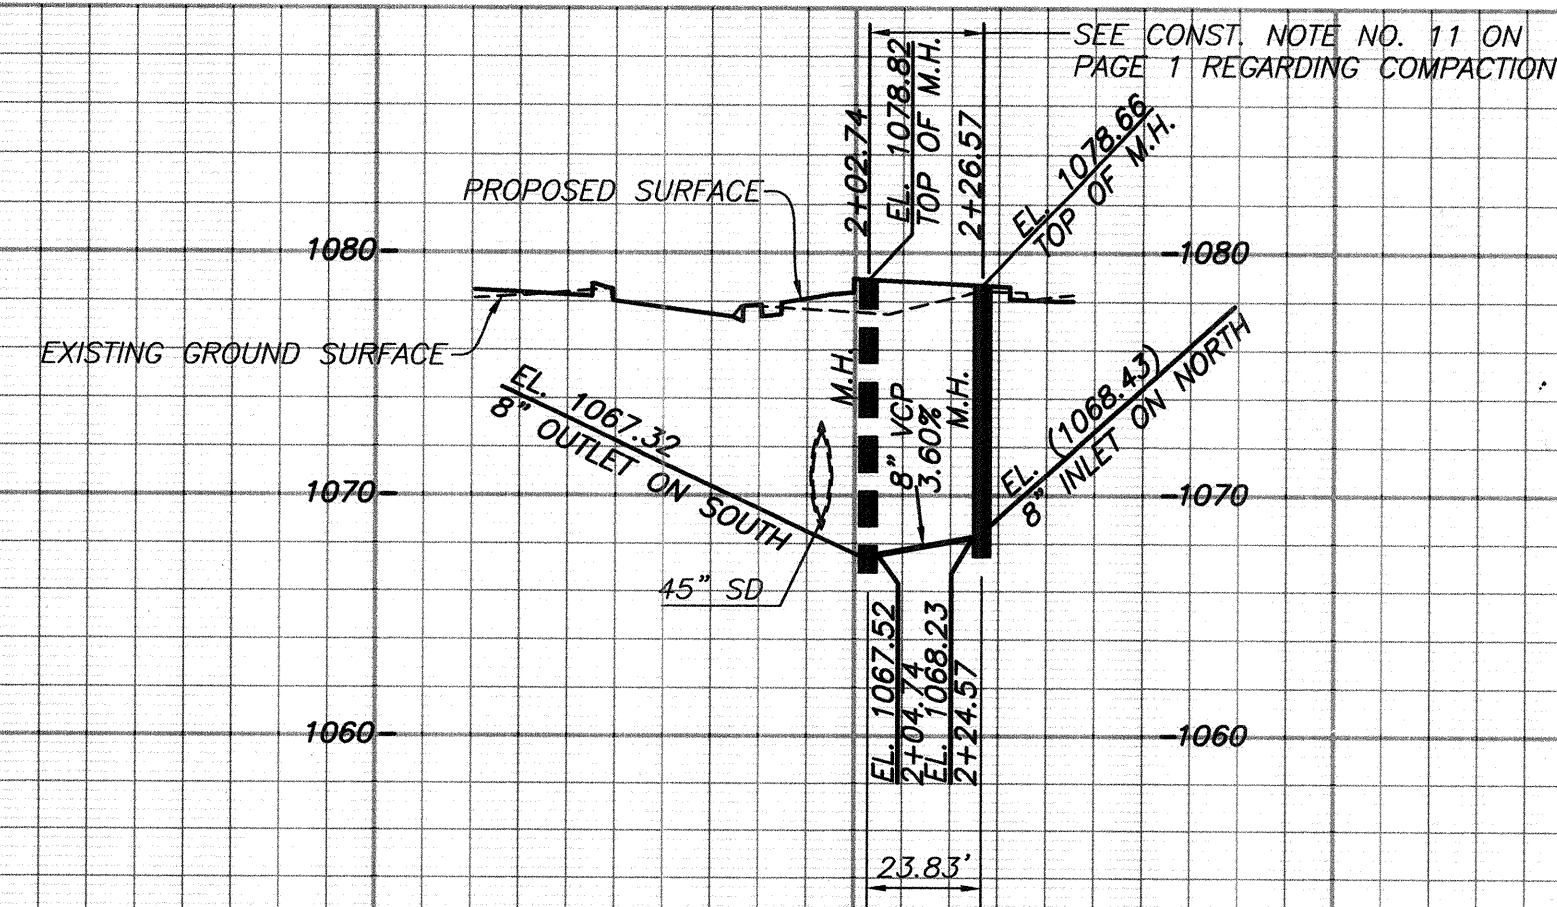 SEE CONST. NOTE NO. 11 ON
PAGE 1 REGARDING COMPACTION
2+02.74
EL. 1078.82
TOP OF M.H.
2+26.57
EL. 1078.66
TOP OF M.H.
PROPOSED SURFACE
1080
1080
EXISTING GROUND SURFACE
M.H.
8" VCP
3.60%
M.H.
EL. 1067.32
8" OUTLET ON SOUTH
EL. (1068.43)
8" INLET ON NORTH
1070
1070
45" SD
EL. 1067.52
2+04.74
EL. 1068.23
2+24.57
1060
1060
23.83'